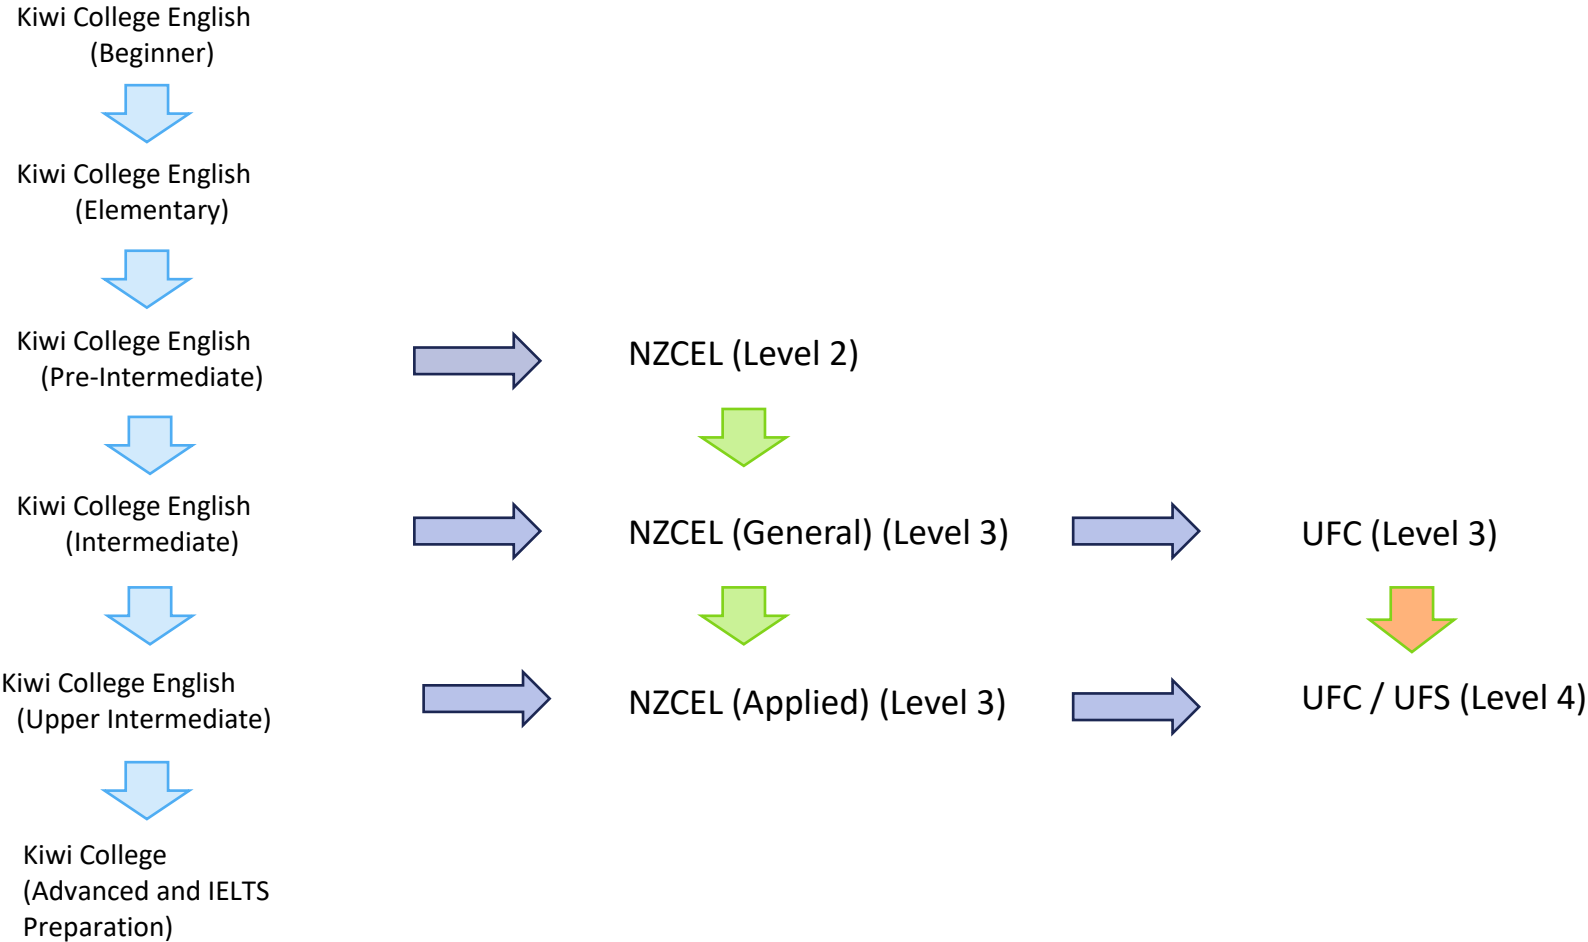 Kiwi College English
(Beginner)
Kiwi College English
(Elementary)
Kiwi College English
(Pre-Intermediate)
NZCEL (Level 2)
Kiwi College English
(Intermediate)
NZCEL (General) (Level 3)
UFC (Level 3)
Kiwi College English
(Upper Intermediate)
NZCEL (Applied) (Level 3)
UFC / UFS (Level 4)
Kiwi College
(Advanced and IELTS
Preparation)